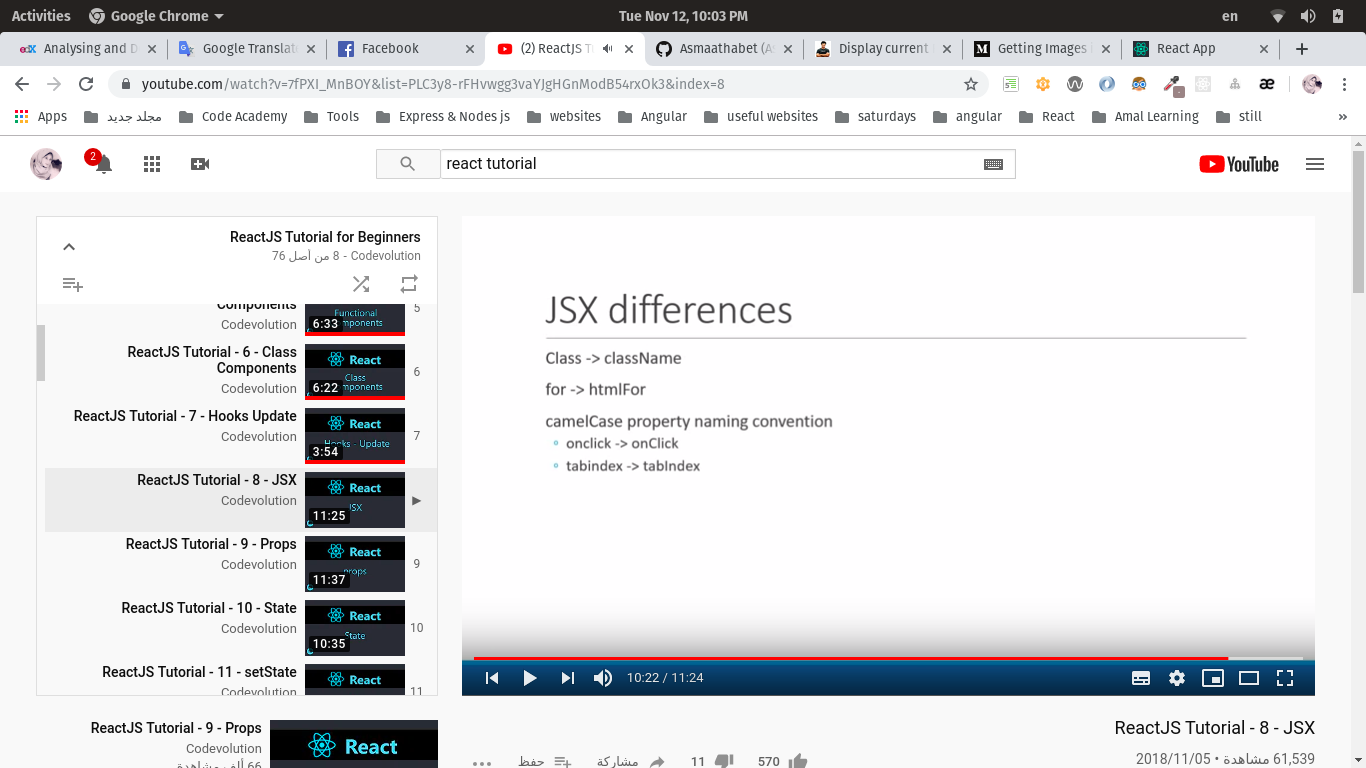 Activities
Google Chrome
Tue Nov 12, 10:03 PM
en
Analysing and D
Google Translat
Facebook
(2) ReactJS T
Asmaathabet (A
Display current
Getting Images
React App
youtube.com/watch?v=7fPXI_MnBOY&list=PLC3y8-rFHvwgg3vaYJgHGnModB54rxOk3&index=8
Apps
مجلد جديد
Code Academy
Tools
Express & Nodes js
websites
Angular
useful websites
saturdays
angular
React
Amal Learning
still
2
react tutorial
YouTube
ReactJS Tutorial for Beginners
Codevolution - 8 من أصل 76
Components
Codevolution
Functional
6:33
5
ReactJS Tutorial - 6 - Class
Components
Codevolution
React
Class
6:22
6
ReactJS Tutorial - 7 - Hooks Update
Codevolution
React
Hooks - Update
3:54
7
ReactJS Tutorial - 8 - JSX
Codevolution
React
JSX
11:25
ReactJS Tutorial - 9 - Props
Codevolution
React
props
11:37
9
ReactJS Tutorial - 10 - State
Codevolution
React
State
10:35
10
ReactJS Tutorial - 11 - setState
Codevolution
React
11
JSX differences
Class -> className
for -> htmlFor
camelCase property naming convention
onclick -> onClick
tabindex -> tabIndex
10:22 / 11:24
ReactJS Tutorial - 9 - Props
Codevolution
66 ألف مشاهدة
React
ReactJS Tutorial - 8 - JSX
61,539 مشاهدة • 2018/11/05
570
11
مشاركة
حفظ